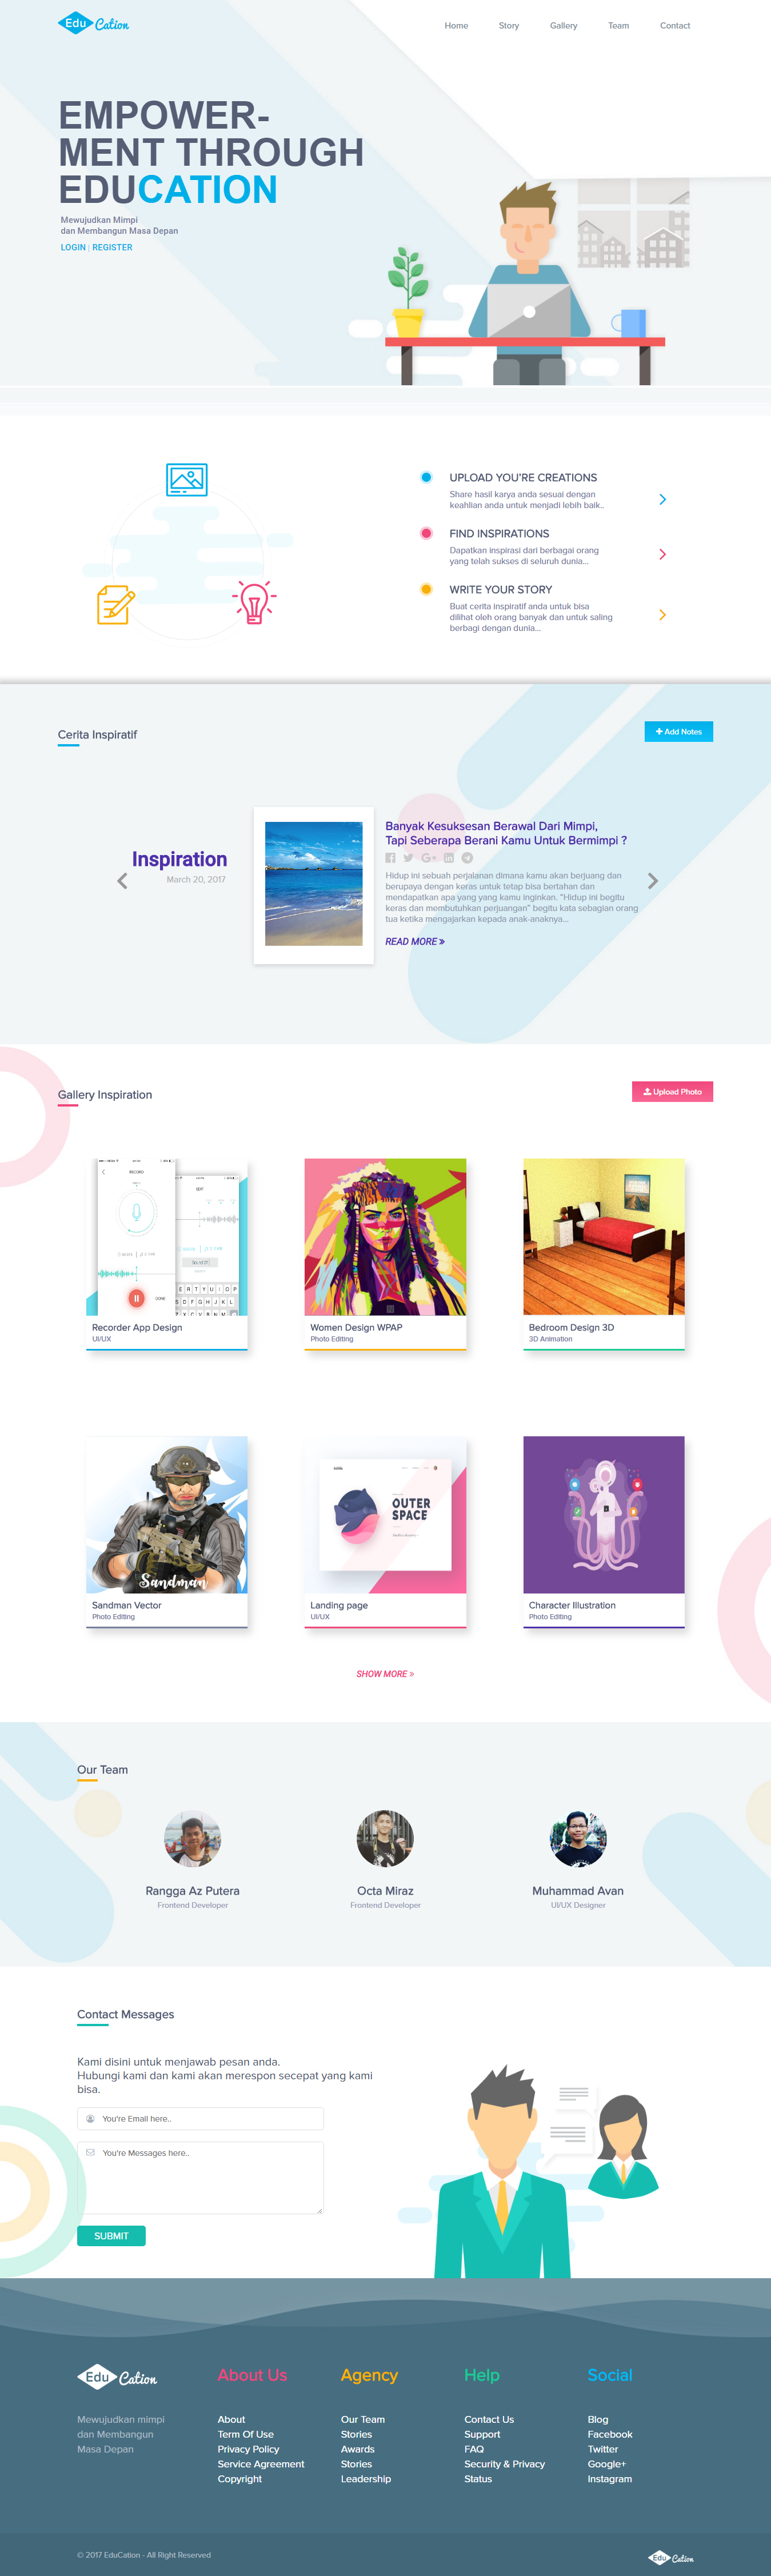 Edu Cation
Home Story Gallery Team Contact
EMPOWER-
MENT THROUGH
EDUCATION
Mewujudkan Mimpi
dan Membangun Masa Depan
LOGIN | REGISTER
UPLOAD YOU'RE CREATIONS
Share hasil karya anda sesuai dengan
keahlian anda untuk menjadi lebih baik..
FIND INSPIRATIONS
Dapatkan inspirasi dari berbagai orang
yang telah sukses di seluruh dunia...
WRITE YOUR STORY
Buat cerita inspiratif anda untuk bisa
dilihat oleh orang banyak dan untuk saling
berbagi dengan dunia...
Cerita Inspiratif
Add Notes
Inspiration
March 20, 2017
Banyak Kesuksesan Berawal Dari Mimpi,
Tapi Seberapa Berani Kamu Untuk Bermimpi ?
Hidup ini sebuah perjalanan dimana kamu akan berjuang dan
berupaya dengan keras untuk tetap bisa bertahan dan
mendapatkan apa yang yang kamu inginkan. "Hidup ini begitu
keras dan membutuhkan perjuangan" begitu kata sebagian orang
tua ketika mengajarkan kepada anak-anaknya...
READ MORE »
Gallery Inspiration
Upload Photo
RECORD
EDIT
DONE
E R T Y U I O P
S D F G H J K L
Recorder App Design
UI/UX
Women Design WPAP
Photo Editing
Bedroom Design 3D
3D Animation
Sandman
Sandman Vector
Photo Editing
OUTER
SPACE
Landing page
UI/UX
Character Illustration
Photo Editing
SHOW MORE »
Our Team
Rangga Az Putera
Frontend Developer
Octa Miraz
Frontend Developer
Muhammad Avan
UI/UX Designer
Contact Messages
Kami disini untuk menjawab pesan anda.
Hubungi kami dan kami akan merespon secepat yang kami
bisa.
You're Email here..
You're Messages here..
SUBMIT
Edu Cation
Mewujudkan mimpi
dan Membangun
Masa Depan
About Us
About
Term Of Use
Privacy Policy
Service Agreement
Copyright
Agency
Our Team
Stories
Awards
Stories
Leadership
Help
Contact Us
Support
FAQ
Security & Privacy
Status
Social
Blog
Facebook
Twitter
Google+
Instagram
© 2017 EduCation - All Right Reserved
Edu Cation